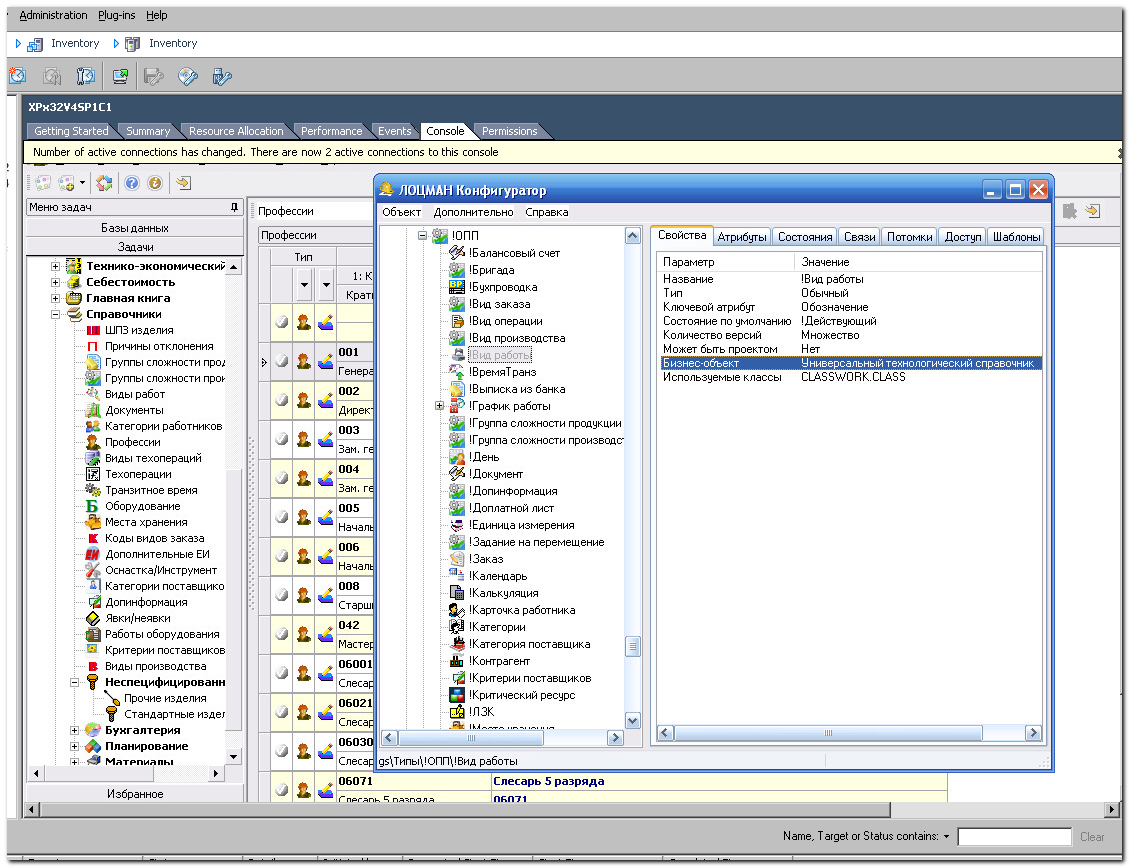 Administration Plug-ins Help
Inventory Inventory
XPx32V4SP1C1
Getting Started Summary Resource Allocation Performance Events Console Permissions
Number of active connections has changed. There are now 2 active connections to this console
Меню задач
Базы данных
Задачи
Технико-экономический
Себестоимость
Главная книга
Справочники
ШПЗ изделия
Причины отклонения
Группы сложности прод
Группы сложности прои
Виды работ
Документы
Категории работников
Профессии
Виды техопераций
Техоперации
Транзитное время
Оборудование
Места хранения
Коды видов заказа
Дополнительные ЕИ
Оснастка/Инструмент
Категории поставщико
Допинформация
Явки/неявки
Работы оборудования
Критерии поставщиков
Виды производства
Неспецифицированн
Прочие изделия
Стандартные издел
Бухгалтерия
Планирование
Материалы
Избранное
Профессии
Профессии
Тип
1: К
Кратк
001
Генера
002
Директ
003
Зам. ге
004
Зам. ге
005
Началь
006
Началь
008
Старши
042
Мастер
06001
Слесар
06021
Слесар
06030
Слесар
06071 Слесарь 5 разряда
Слесарь 5 разряда 06071
ЛОЦМАН Конфигуратор
Объект Дополнительно Справка
!ОПП
!Балансовый счет
!Бригада
!Бухпроводка
!Вид заказа
!Вид операции
!Вид производства
!Вид работы
!ВремяТранз
!Выписка из банка
!График работы
!Группа сложности продукции
!Группа сложности производст
!День
!Документ
!Допинформация
!Доплатной лист
!Единица измерения
!Задание на перемещение
!Заказ
!Календарь
!Калькуляция
!Карточка работника
!Категории
!Категория поставщика
!Контрагент
!Критерии поставщиков
!Критический ресурс
!ЛЗК
!Место хранения
Свойства Атрибуты Состояния Связи Потомки Доступ Шаблоны
Параметр Значение
Название !Вид работы
Тип Обычный
Ключевой атрибут Обозначение
Состояние по умолчанию !Действующий
Количество версий Множество
Может быть проектом Нет
Бизнес-объект Универсальный технологический справочник
Используемые классы CLASSWORK.CLASS
gs\Типы\!ОПП\!Вид работы
Name, Target or Status contains: Clear